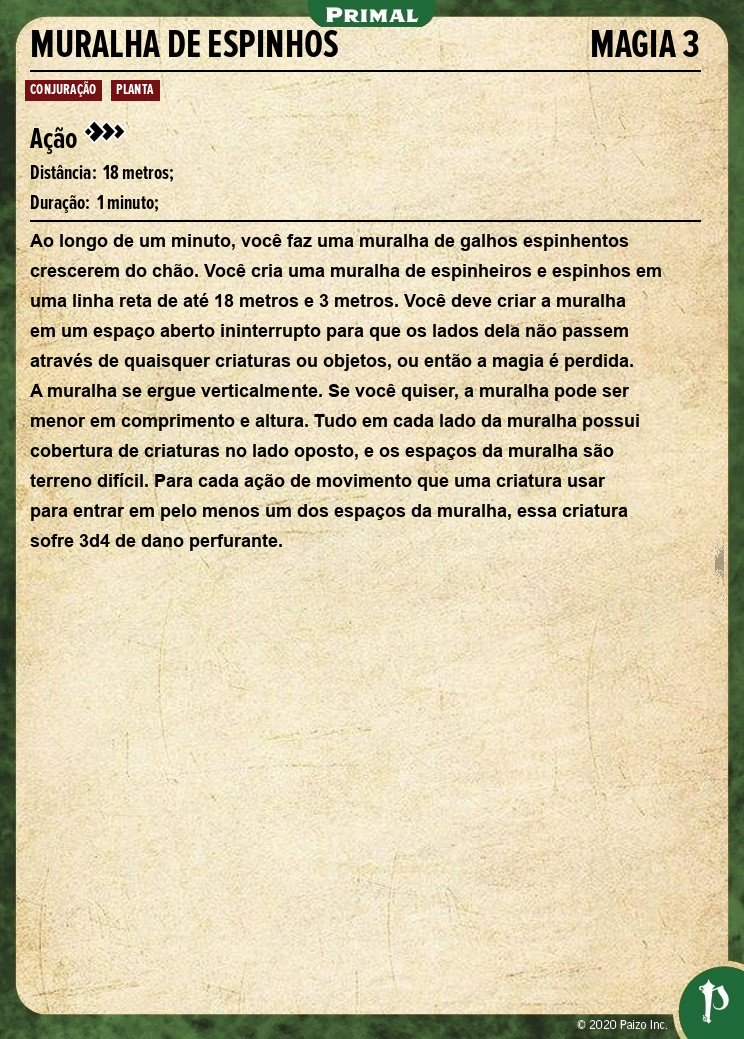 PRIMAL
MURALHA DE ESPINHOS MAGIA 3
CONJURAÇÃO PLANTA
Ação
Distância: 18 metros;
Duração: 1 minuto;
Ao longo de um minuto, você faz uma muralha de galhos espinhentos
crescerem do chão. Você cria uma muralha de espinheiros e espinhos em
uma linha reta de até 18 metros e 3 metros. Você deve criar a muralha
em um espaço aberto ininterrupto para que os lados dela não passem
através de quaisquer criaturas ou objetos, ou então a magia é perdida.
A muralha se ergue verticalmente. Se você quiser, a muralha pode ser
menor em comprimento e altura. Tudo em cada lado da muralha possui
cobertura de criaturas no lado oposto, e os espaços da muralha são
terreno difícil. Para cada ação de movimento que uma criatura usar
para entrar em pelo menos um dos espaços da muralha, essa criatura
sofre 3d4 de dano perfurante.
© 2020 Paizo Inc.